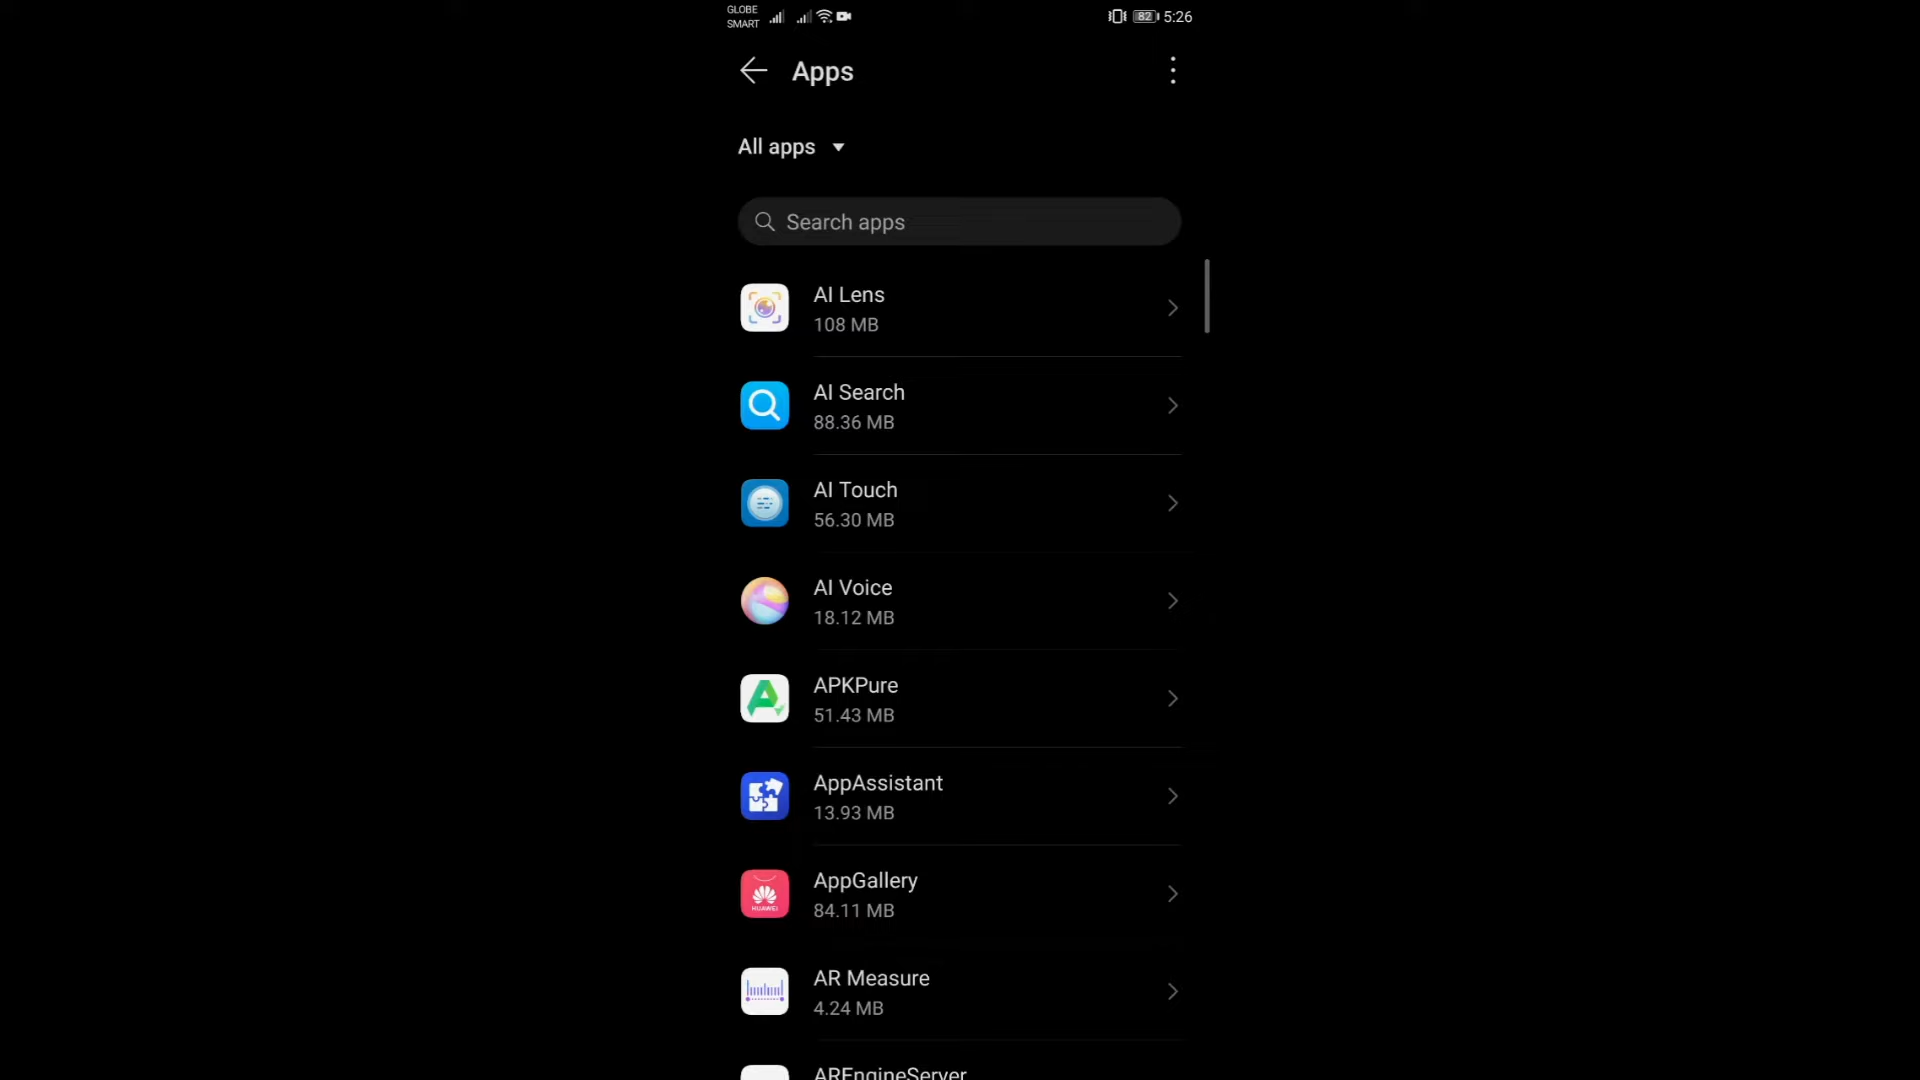 GLOBE
SMART
82
5:26
Apps
All apps
Search apps
AI Lens
108 MB
AI Search
88.36 MB
AI Touch
56.30 MB
AI Voice
18.12 MB
APKPure
51.43 MB
AppAssistant
13.93 MB
HUAWEI
AppGallery
84.11 MB
AR Measure
4.24 MB
AREngineServer